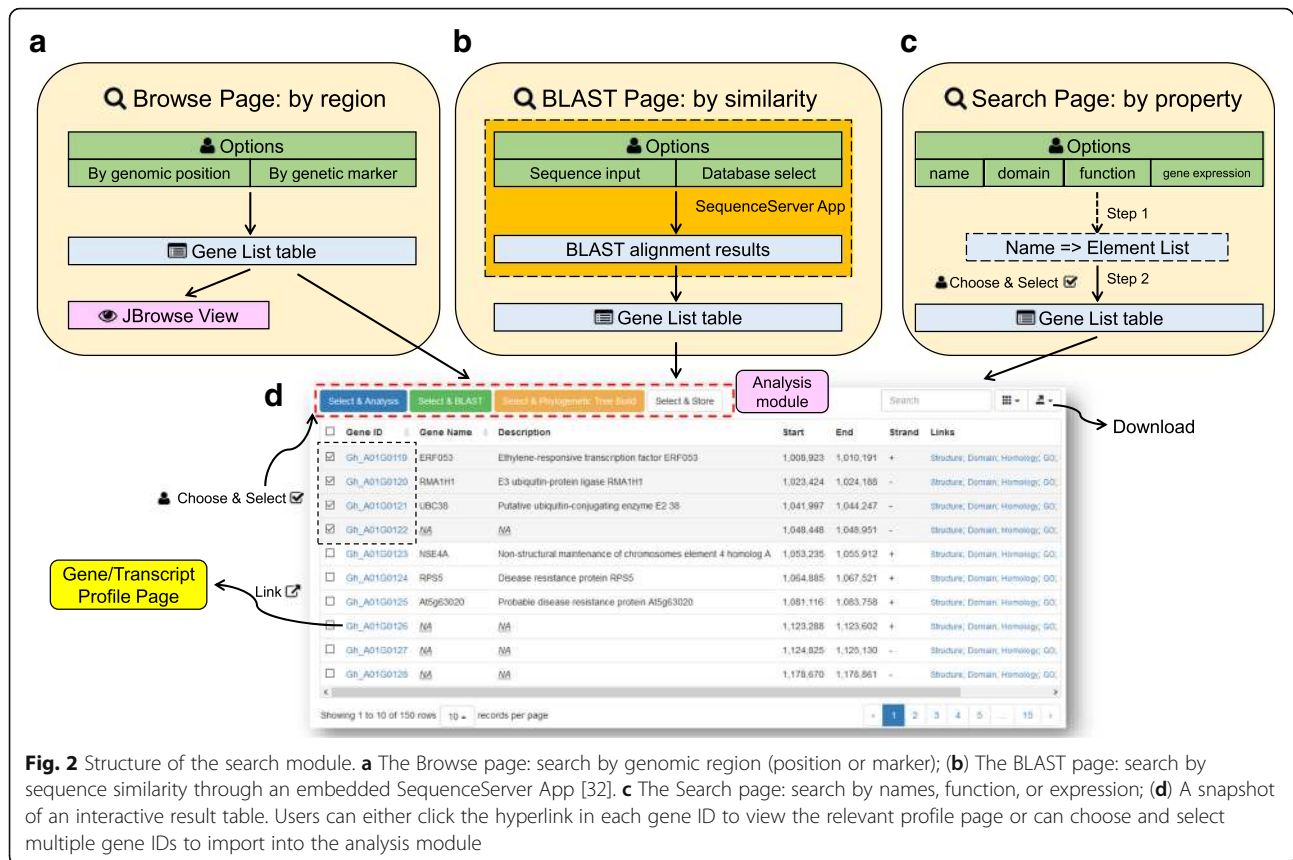 a
Browse Page: by region
Options
By genomic position By genetic marker
Gene List table
JBrowse View
b
BLAST Page: by similarity
Options
Sequence input Database select
SequenceServer App
BLAST alignment results
Gene List table
c
Search Page: by property
Options
name domain function gene expression
Step 1
Name => Element List
Choose & Select Step 2
Gene List table
d
Select & Analysis Select & BLAST Select & Phylogenetic Tree Build Select & Store
Analysis
module
Search
Download
Gene ID Gene Name Description Start End Strand Links
Gh_A01G0119 ERF053 Ethylene-responsive transcription factor ERF053 1,008,923 1,010,191 + Structure; Domain; Homology; GO;
Gh_A01G0120 RMA1H1 E3 ubiquitin-protein ligase RMA1H1 1,023,424 1,024,188 - Structure; Domain; Homology; GO;
Gh_A01G0121 UBC38 Putative ubiquitin-conjugating enzyme E2 38 1,041,997 1,044,247 - Structure; Domain; Homology; GO;
Gh_A01G0122 NA NA 1,048,448 1,048,951 - Structure; Domain; Homology; GO;
Gh_A01G0123 NSE4A Non-structural maintenance of chromosomes element 4 homolog A 1,053,235 1,055,912 + Structure; Domain; Homology; GO;
Gh_A01G0124 RPS5 Disease resistance protein RPS5 1,064,885 1,067,521 + Structure; Domain; Homology; GO;
Gh_A01G0125 At5g63020 Probable disease resistance protein At5g63020 1,081,116 1,083,758 + Structure; Domain; Homology; GO;
Gh_A01G0126 NA NA 1,123,288 1,123,602 + Structure; Domain; Homology; GO;
Gh_A01G0127 NA NA 1,124,825 1,125,130 - Structure; Domain; Homology; GO;
Gh_A01G0128 NA NA 1,178,670 1,178,861 - Structure; Domain; Homology; GO;
Choose & Select
Gene/Transcript
Profile Page
Link
Showing 1 to 10 of 150 rows 10 records per page ‹ 1 2 3 4 5 ... 15 ›
Fig. 2 Structure of the search module. a The Browse page: search by genomic region (position or marker); (b) The BLAST page: search by
sequence similarity through an embedded SequenceServer App [32]. c The Search page: search by names, function, or expression; (d) A snapshot
of an interactive result table. Users can either click the hyperlink in each gene ID to view the relevant profile page or can choose and select
multiple gene IDs to import into the analysis module